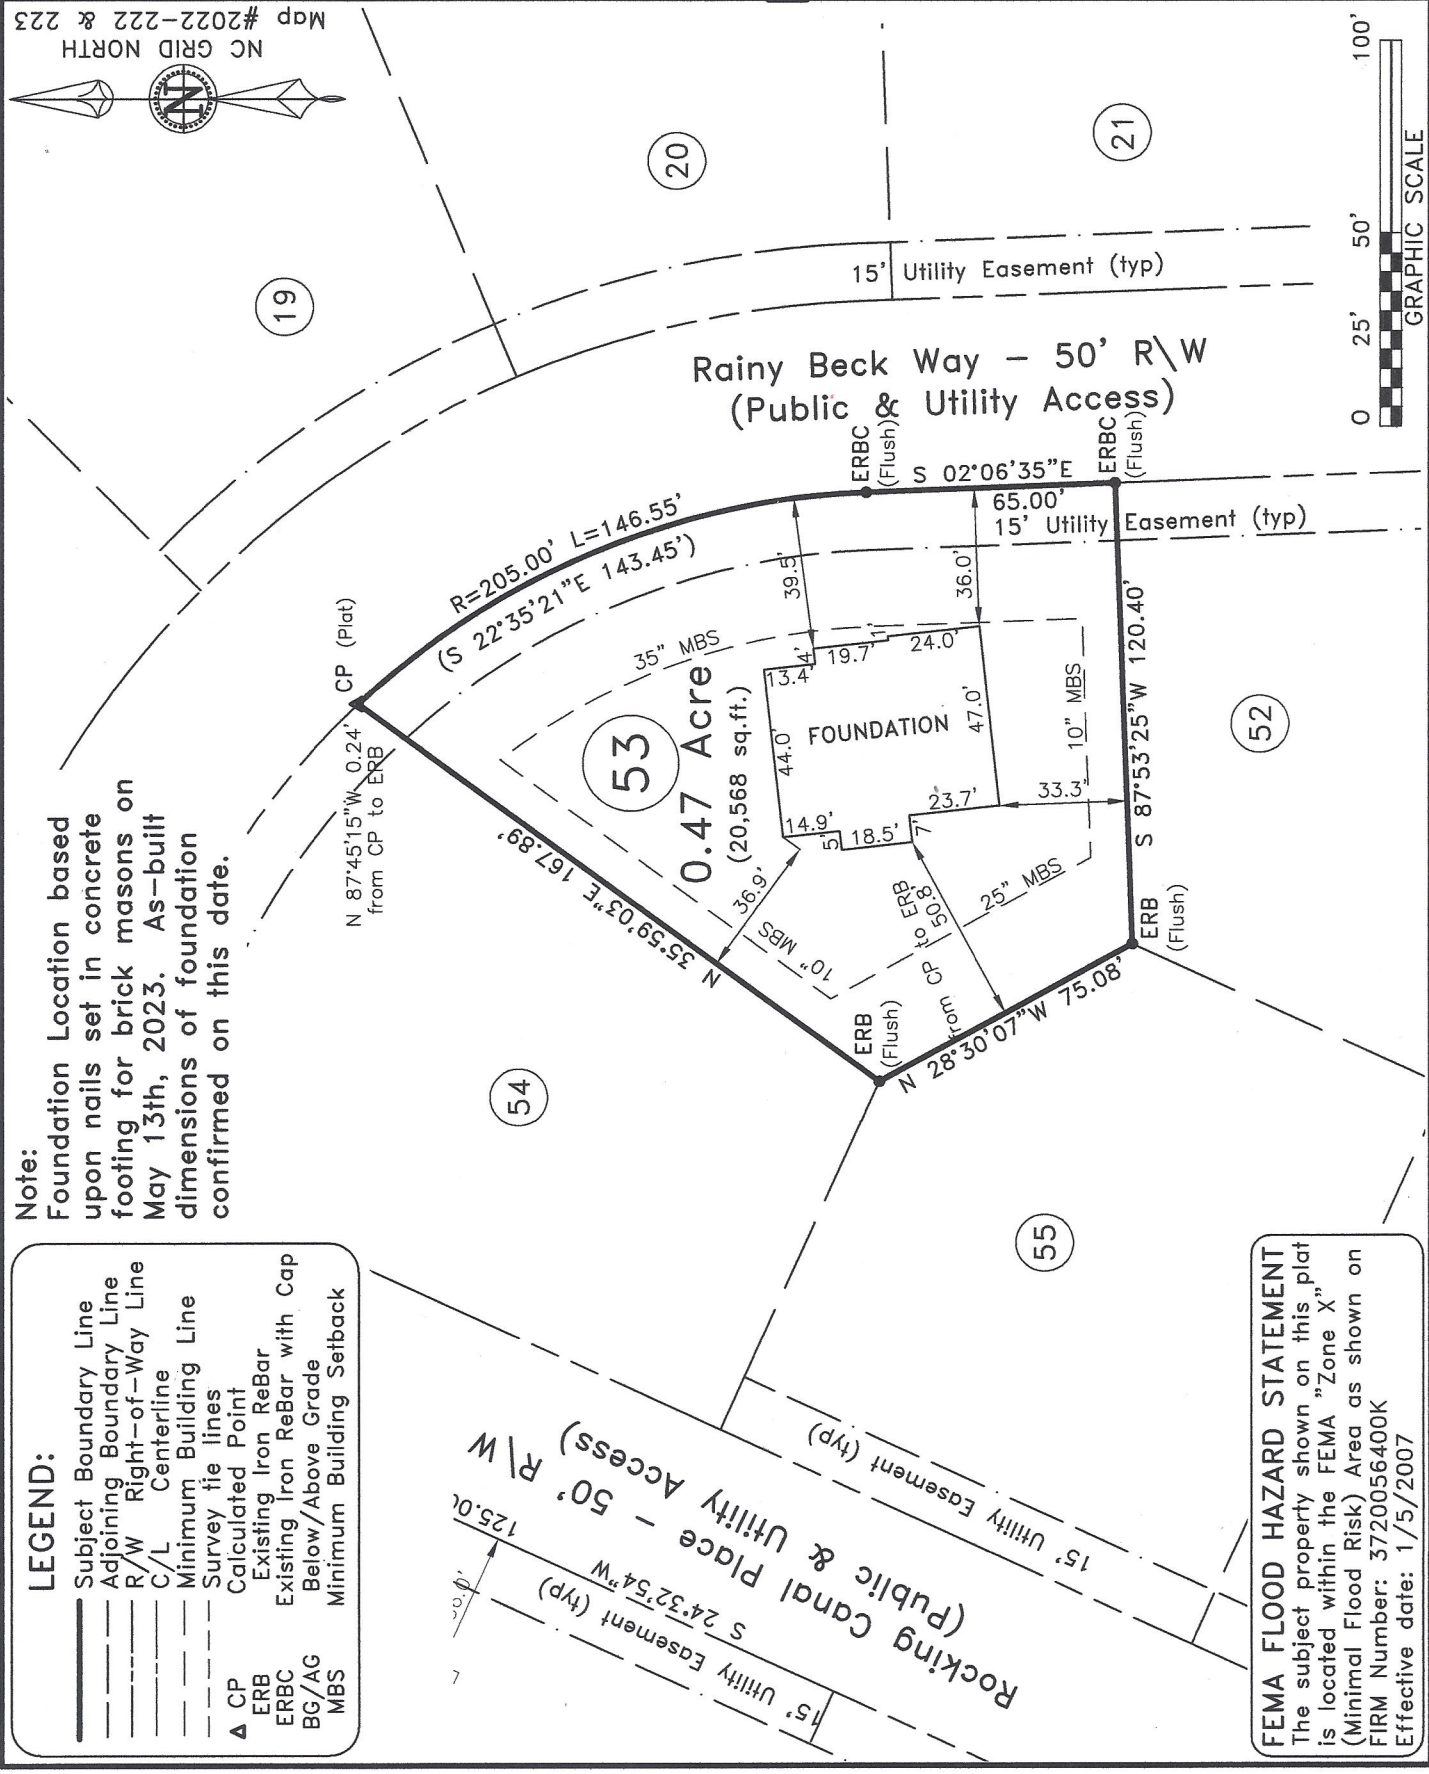 Map #2022-222 & 223
NC GRID NORTH
N
19
20
21
15' Utility Easement (typ)
Rainy Beck Way - 50' R\W
(Public & Utility Access)
0 25' 50' 100'
GRAPHIC SCALE
Note:
Foundation Location based
upon nails set in concrete
footing for brick masons on
May 13th, 2023. As-built
dimensions of foundation
confirmed on this date.
CP (Plat)
N 87°45'15"W 0.24'
from CP to ERB
R=205.00' L=146.55'
(S 22°35'21"E 143.45')
ERBC
(Flush)
S 02°06'35"E
65.00'
ERBC
(Flush)
15' Utility Easement (typ)
39.5'
36.0'
35" MBS
53
0.47 Acre
(20,568 sq.ft.)
13.4'
4'
19.7'
1'
24.0'
44.0'
FOUNDATION
47.0'
14.9'
5'
18.5'
7'
23.7'
33.3'
10" MBS
S 87°53'25"W 120.40'
52
N 35°59'03"E 167.89'
36.9'
10" MBS
from CP to ERB
50.8'
25" MBS
ERB
(Flush)
N 28°30'07"W 75.08'
ERB
(Flush)
54
55
LEGEND:
Subject Boundary Line
Adjoining Boundary Line
R/W Right-of-Way Line
C/L Centerline
Minimum Building Line
Survey tie lines
CP Calculated Point
ERB Existing Iron ReBar
ERBC Existing Iron ReBar with Cap
BG/AG Below/Above Grade
MBS Minimum Building Setback
Rocking Canal Place - 50' R\W
(Public & Utility Access)
15' Utility Easement (typ)
S 24°32'54"W
15' Utility Easement (typ)
FEMA FLOOD HAZARD STATEMENT
The subject property shown on this plat
is located within the FEMA "Zone X"
(Minimal Flood Risk) Area as shown on
FIRM Number: 3720056400K
Effective date: 1/5/2007